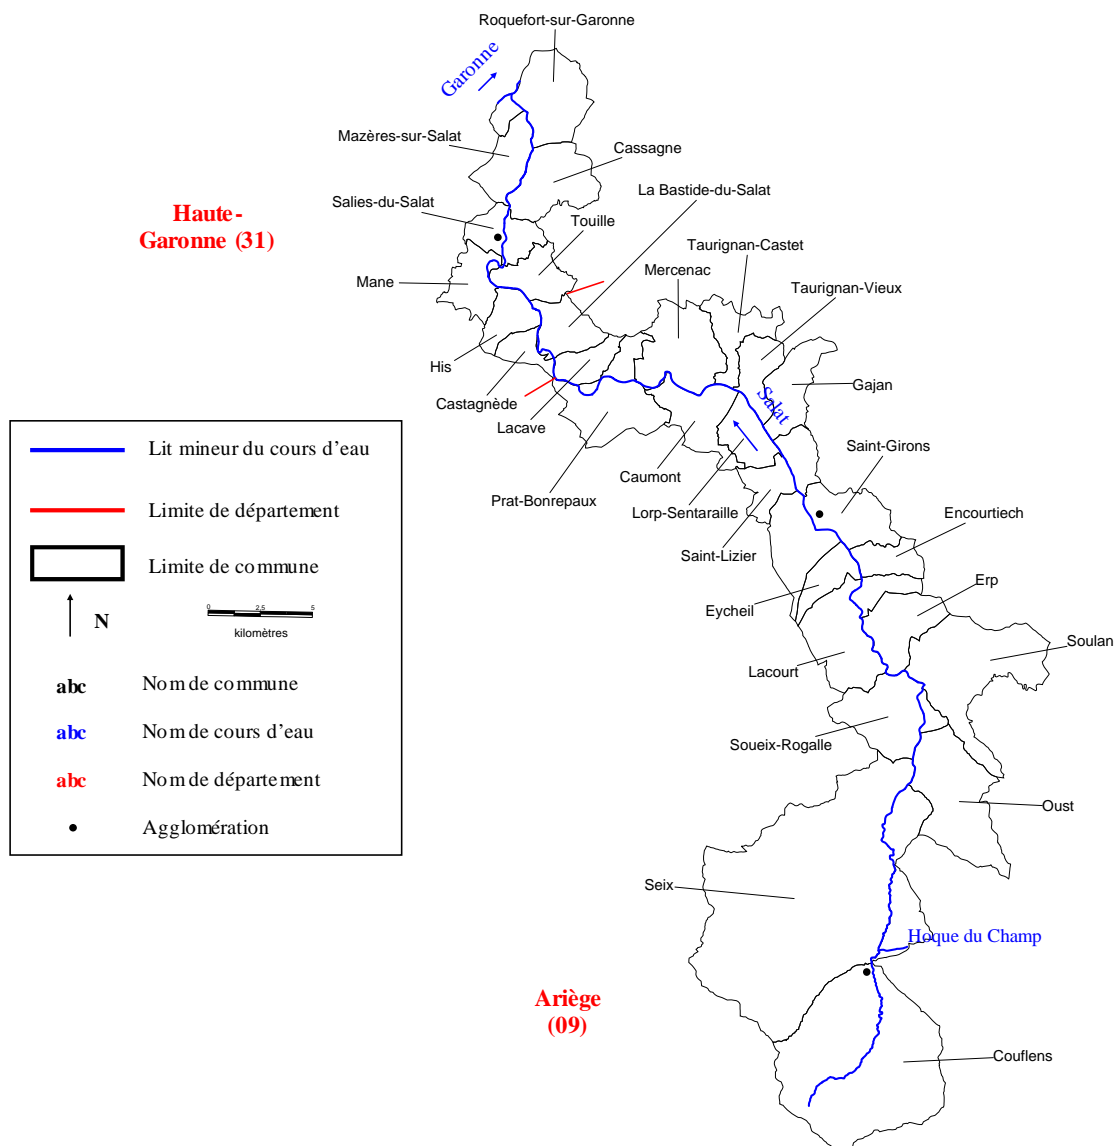 Roquefort-sur-Garonne
Garonne
Mazères-sur-Salat
Cassagne
La Bastide-du-Salat
Salies-du-Salat
Haute-
Garonne (31)
Touille
Taurignan-Castet
Mercenac
Taurignan-Vieux
Mane
His
Gajan
Castagnède
Salat
Lacave
Saint-Girons
Caumont
Prat-Bonrepaux
Lorp-Sentaraille
Encourtiech
Saint-Lizier
Erp
Eycheil
Soulan
Lacourt
Soueix-Rogalle
Oust
Seix
Hoque du Champ
Ariège
(09)
Couflens
Lit mineur du cours d'eau
Limite de département
Limite de commune
N
0 2,5 5
kilomètres
abc Nom de commune
abc Nom de cours d'eau
abc Nom de département
Agglomération